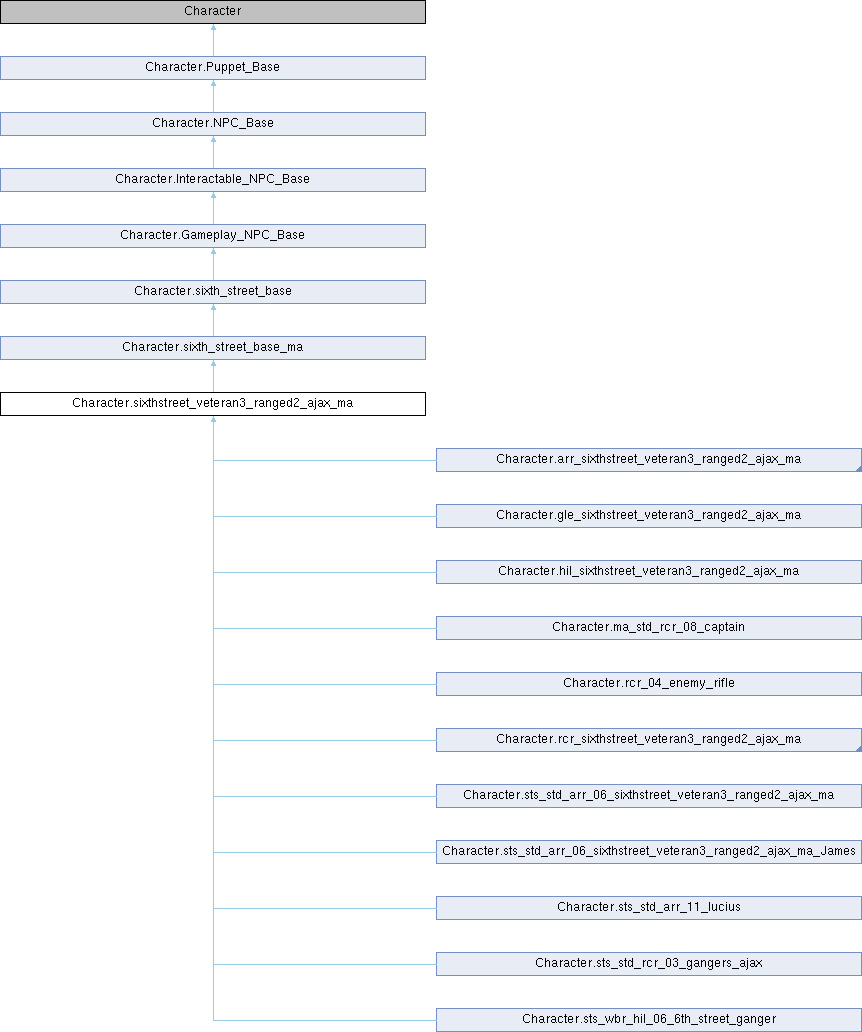 Character
Character.Puppet_Base
Character.NPC_Base
Character.Interactable_NPC_Base
Character.Gameplay_NPC_Base
Character.sixth_street_base
Character.sixth_street_base_ma
Character.sixthstreet_veteran3_ranged2_ajax_ma
Character.arr_sixthstreet_veteran3_ranged2_ajax_ma
Character.gle_sixthstreet_veteran3_ranged2_ajax_ma
Character.hil_sixthstreet_veteran3_ranged2_ajax_ma
Character.ma_std_rcr_08_captain
Character.rcr_04_enemy_rifle
Character.rcr_sixthstreet_veteran3_ranged2_ajax_ma
Character.sts_std_arr_06_sixthstreet_veteran3_ranged2_ajax_ma
Character.sts_std_arr_06_sixthstreet_veteran3_ranged2_ajax_ma_James
Character.sts_std_arr_11_lucius
Character.sts_std_rcr_03_gangers_ajax
Character.sts_wbr_hil_06_6th_street_ganger